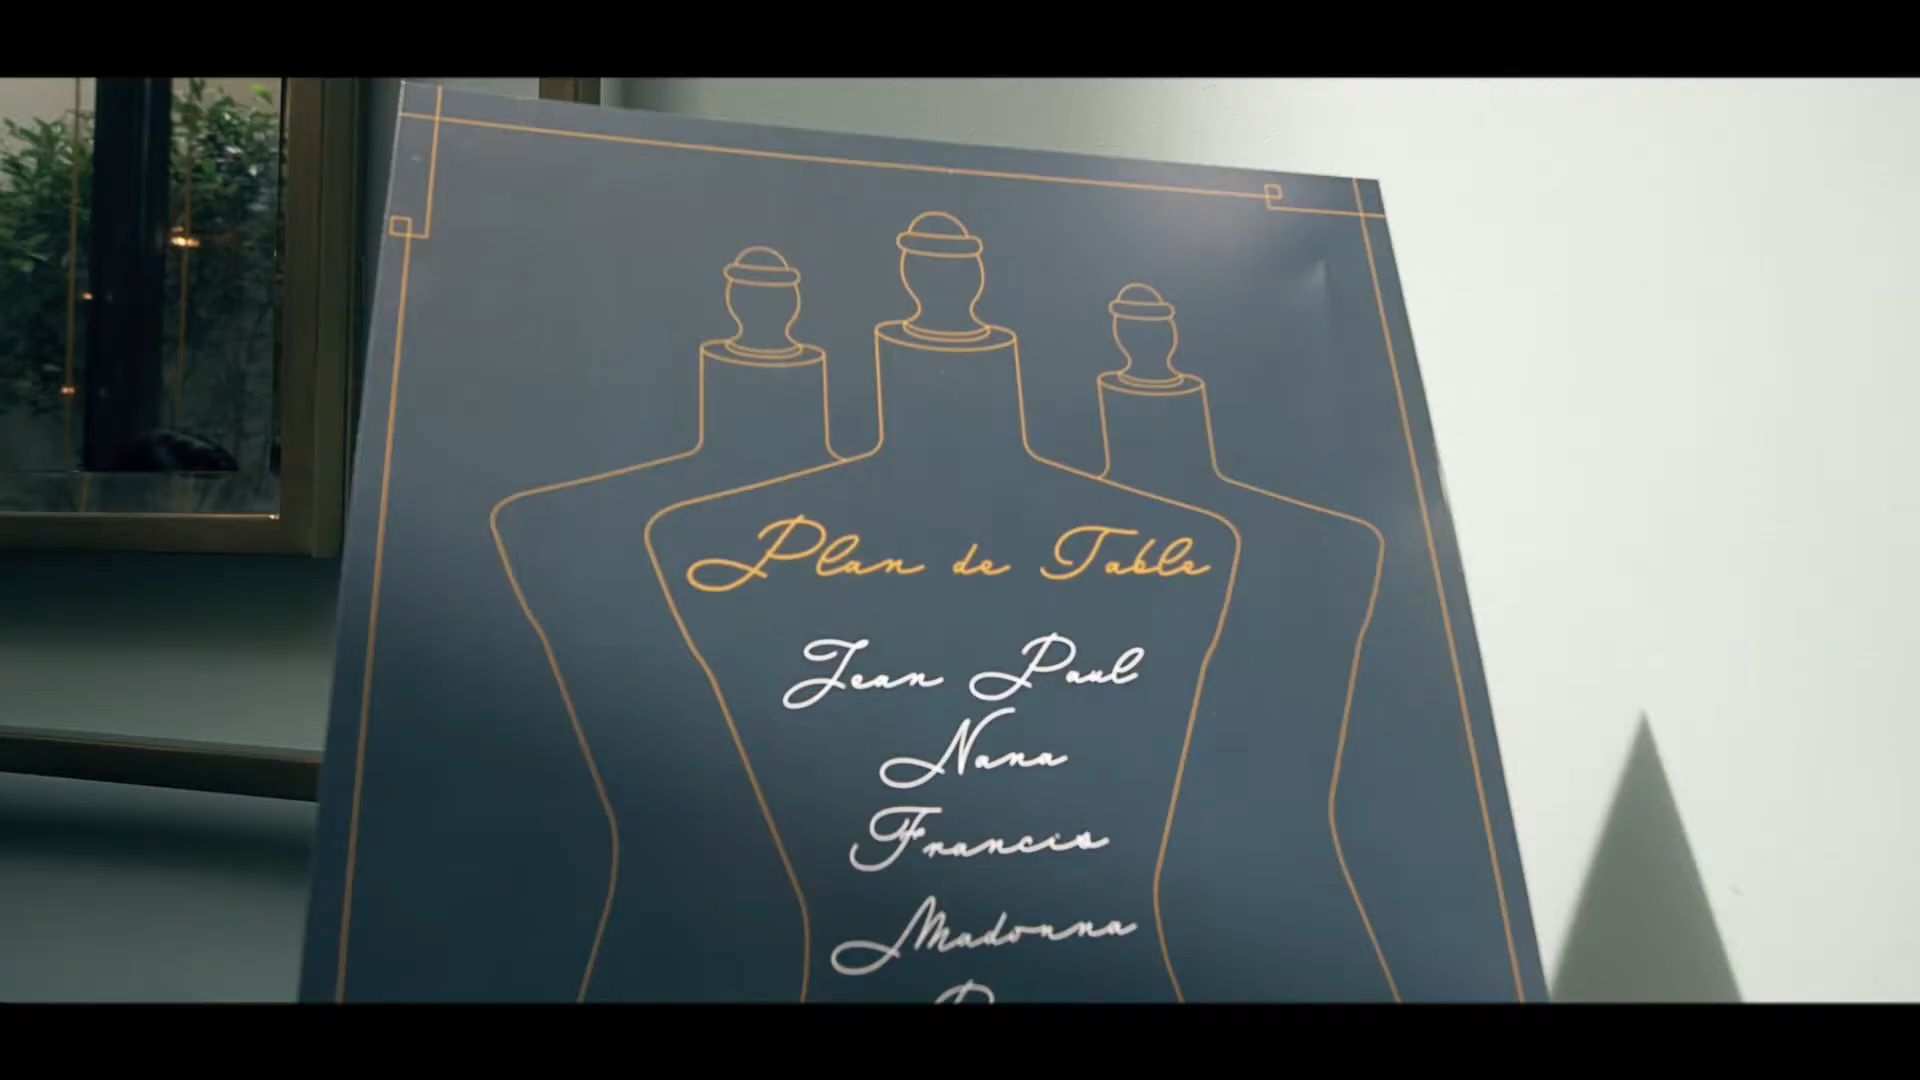 Plan de Table
Jean Paul
Nana
Francis
Madonna